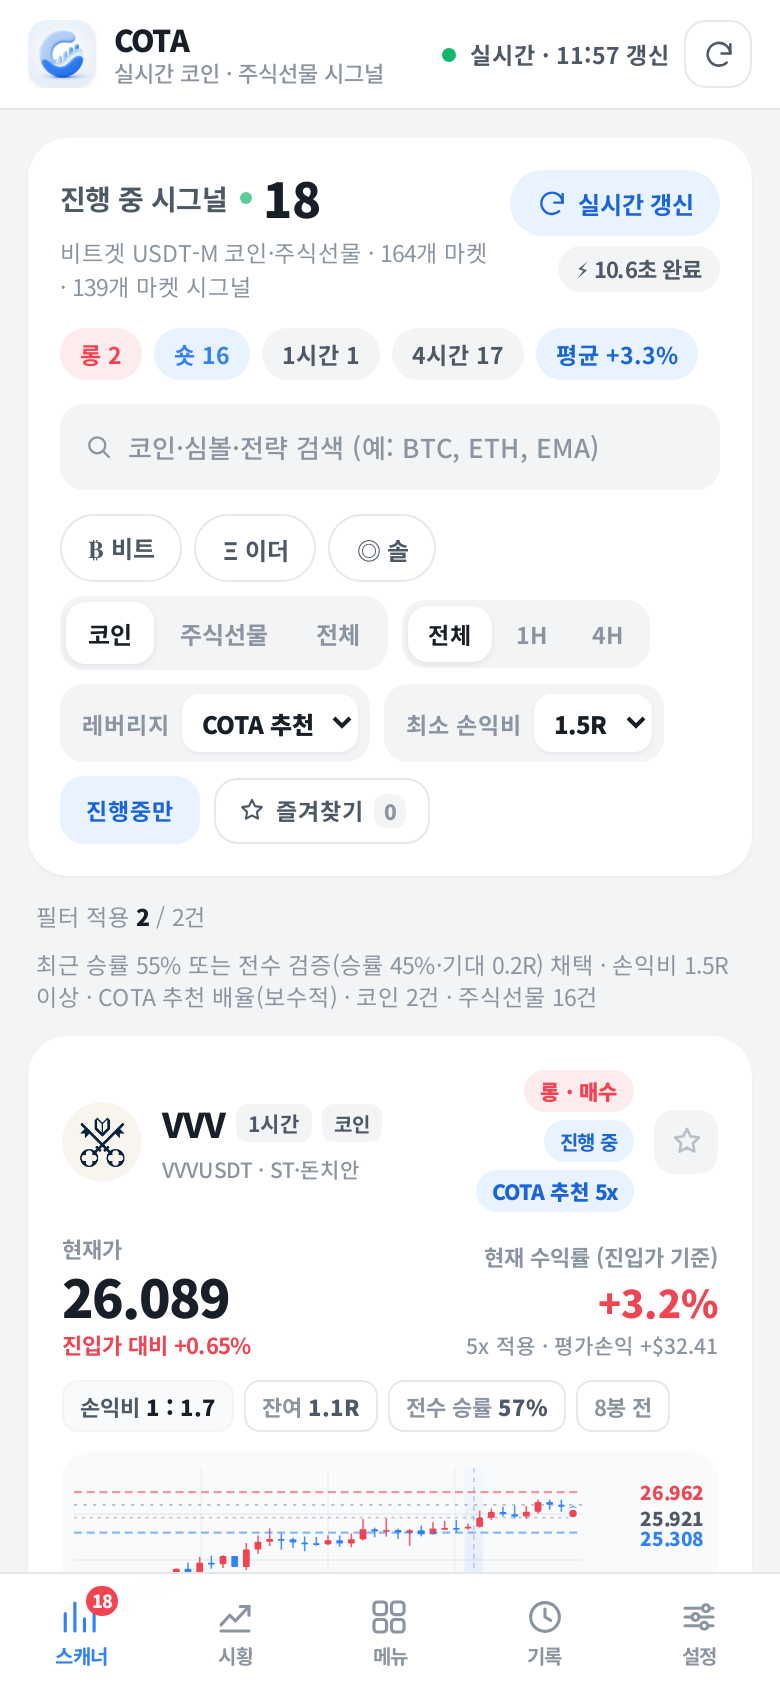 COTA
실시간 코인 · 주식선물 시그널
실시간 · 11:57 갱신
진행 중 시그널 18
실시간 갱신
비트겟 USDT-M 코인·주식선물 · 164개 마켓
· 139개 마켓 시그널
⚡ 10.6초 완료
롱 2 숏 16 1시간 1 4시간 17 평균 +3.3%
코인·심볼·전략 검색 (예: BTC, ETH, EMA)
₿ 비트 Ξ 이더 ◎ 솔
코인 주식선물 전체 전체 1H 4H
레버리지 COTA 추천 최소 손익비 1.5R
진행중만 즐겨찾기 0
필터 적용 2 / 2건
최근 승률 55% 또는 전수 검증(승률 45%·기대 0.2R) 채택 · 손익비 1.5R
이상 · COTA 추천 배율(보수적) · 코인 2건 · 주식선물 16건
VVV 1시간 코인
VVVUSDT · ST·돈치안
롱 · 매수
진행 중
COTA 추천 5x
현재가
26.089
진입가 대비 +0.65%
현재 수익률 (진입가 기준)
+3.2%
5x 적용 · 평가손익 +$32.41
손익비 1 : 1.7 잔여 1.1R 전수 승률 57% 8봉 전
26.962
25.921
25.308
18
스캐너 시황 메뉴 기록 설정